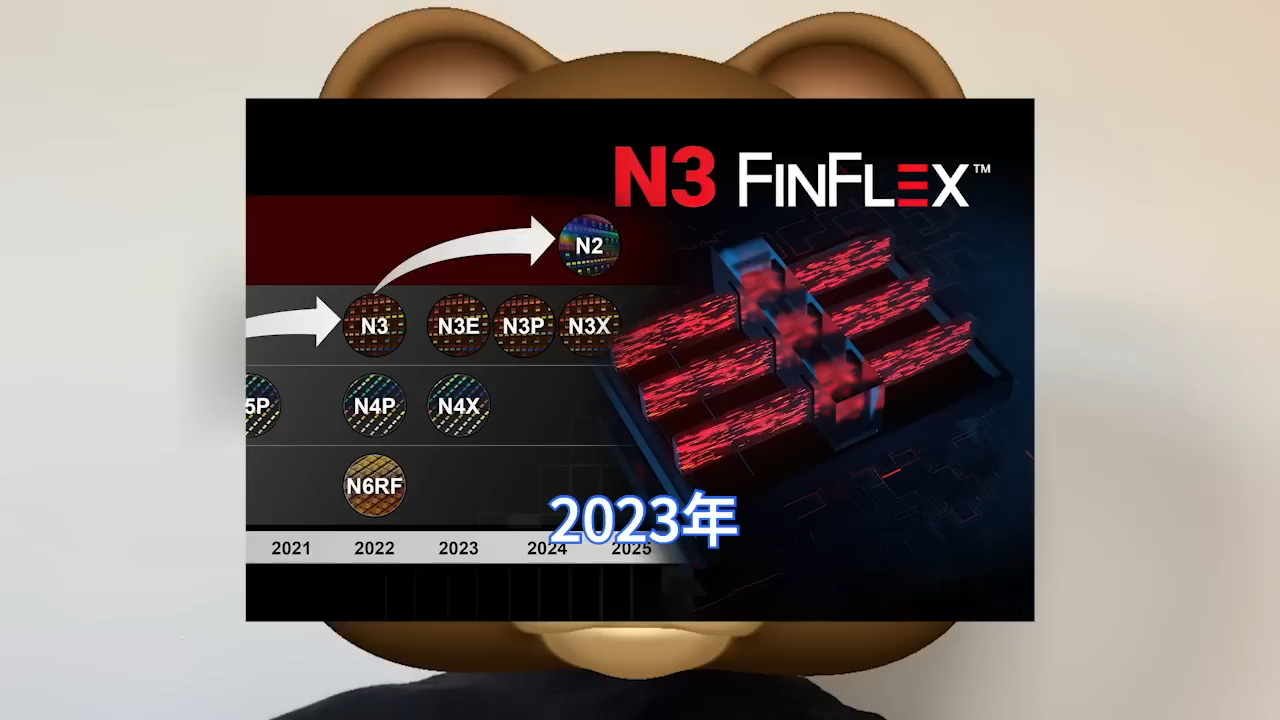 N3 FINFLEX™
N2
N3 N3E N3P N3X
5P N4P N4X
N6RF
2023年
2021 2022 2023 2024 2025